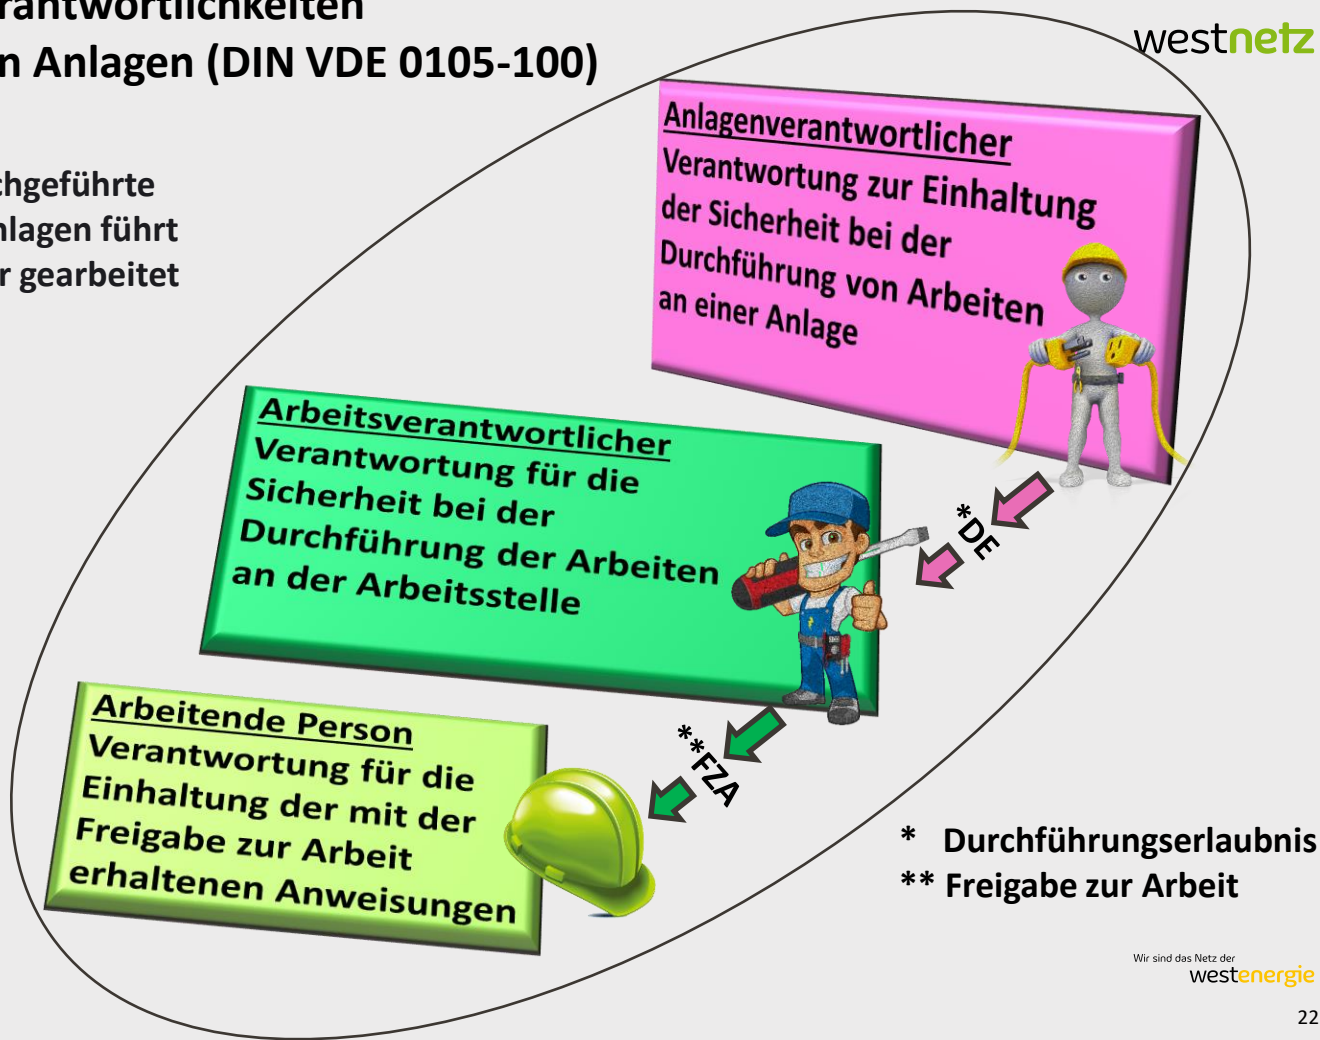 rantwortlichkeiten
n Anlagen (DIN VDE 0105-100)
westnetz
chgeführte
nlagen führt
r gearbeitet
Anlagenverantwortlicher
Verantwortung zur Einhaltung
der Sicherheit bei der
Durchführung von Arbeiten
an einer Anlage
*DE
Arbeitsverantwortlicher
Verantwortung für die
Sicherheit bei der
Durchführung der Arbeiten
an der Arbeitsstelle
**FZA
Arbeitende Person
Verantwortung für die
Einhaltung der mit der
Freigabe zur Arbeit
erhaltenen Anweisungen
* Durchführungserlaubnis
** Freigabe zur Arbeit
Wir sind das Netz der
westenergie
22